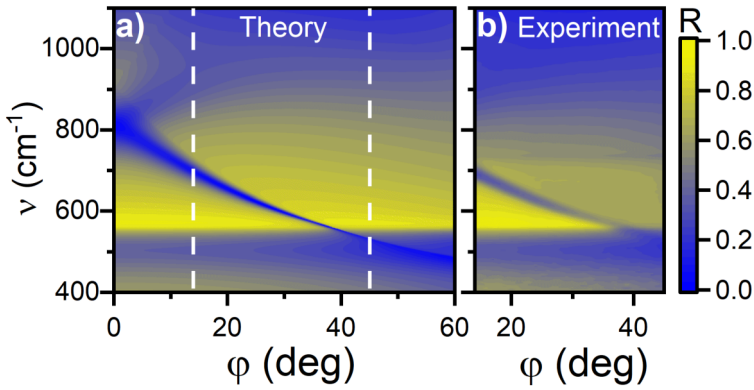 a) Theory
b) Experiment
R
1000
800
600
400
ν (cm-1)
0
20
40
60
φ (deg)
20
40
φ (deg)
1.0
0.8
0.6
0.4
0.2
0.0